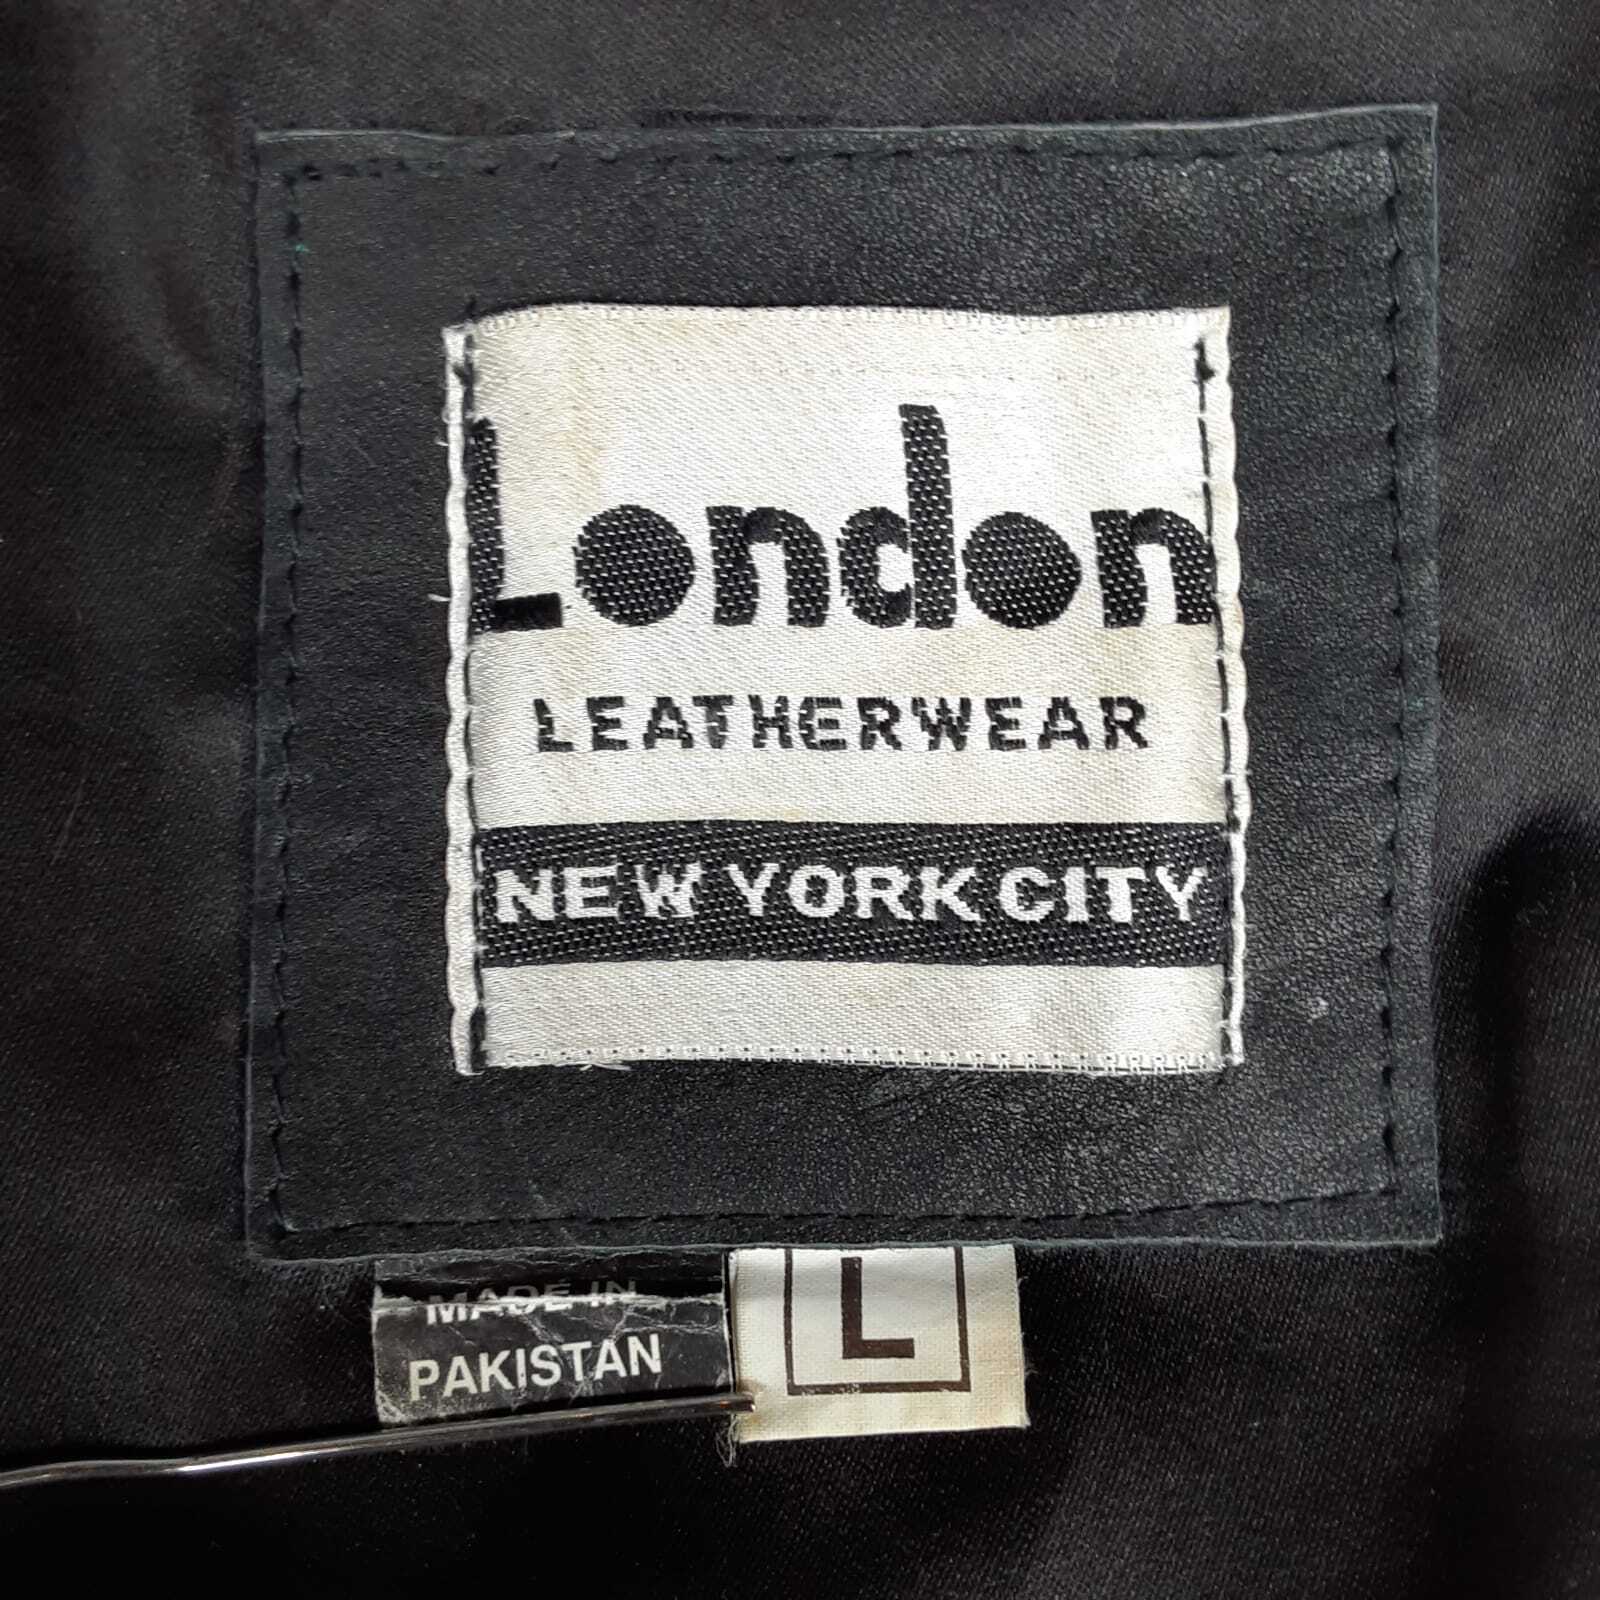 London
LEATHERWEAR
NEW YORK CITY
MADE IN
PAKISTAN
L